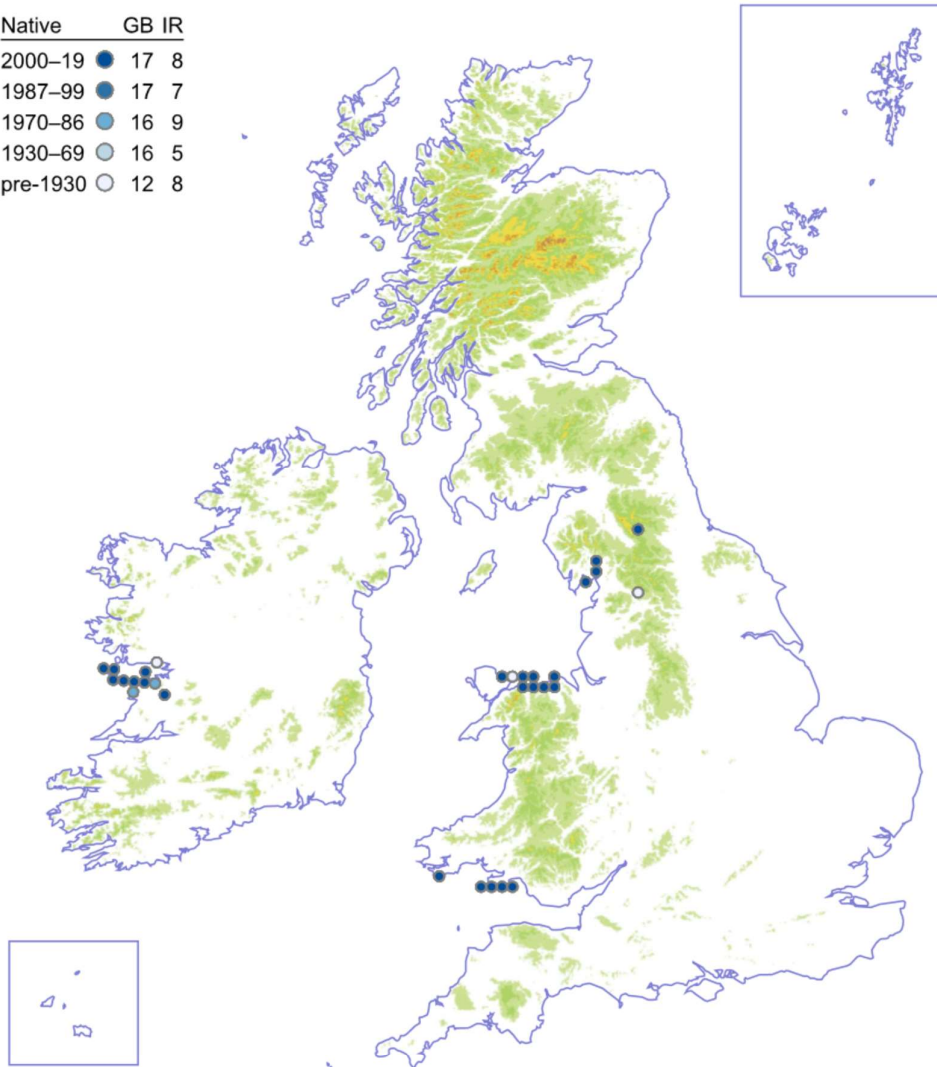 Native GB IR
2000–19 17 8
1987–99 17 7
1970–86 16 9
1930–69 16 5
pre-1930 12 8